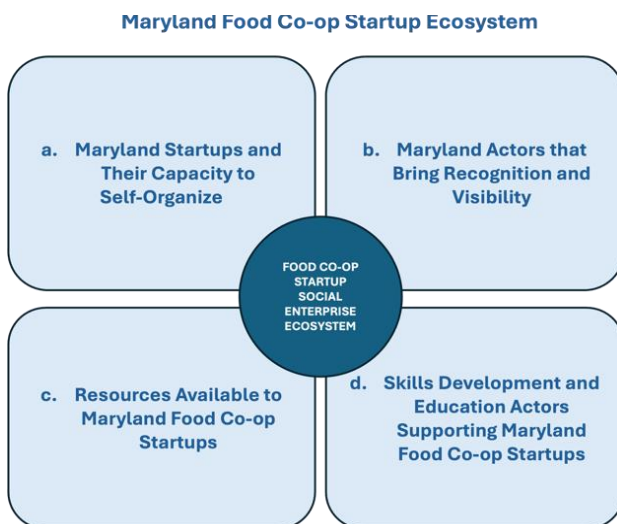 Maryland Food Co-op Startup Ecosystem
a. Maryland Startups and
Their Capacity to
Self-Organize
b. Maryland Actors that
Bring Recognition and
Visibility
FOOD CO-OP
STARTUP
SOCIAL
ENTERPRISE
ECOSYSTEM
c. Resources Available to
Maryland Food Co-op
Startups
d. Skills Development and
Education Actors
Supporting Maryland
Food Co-op Startups